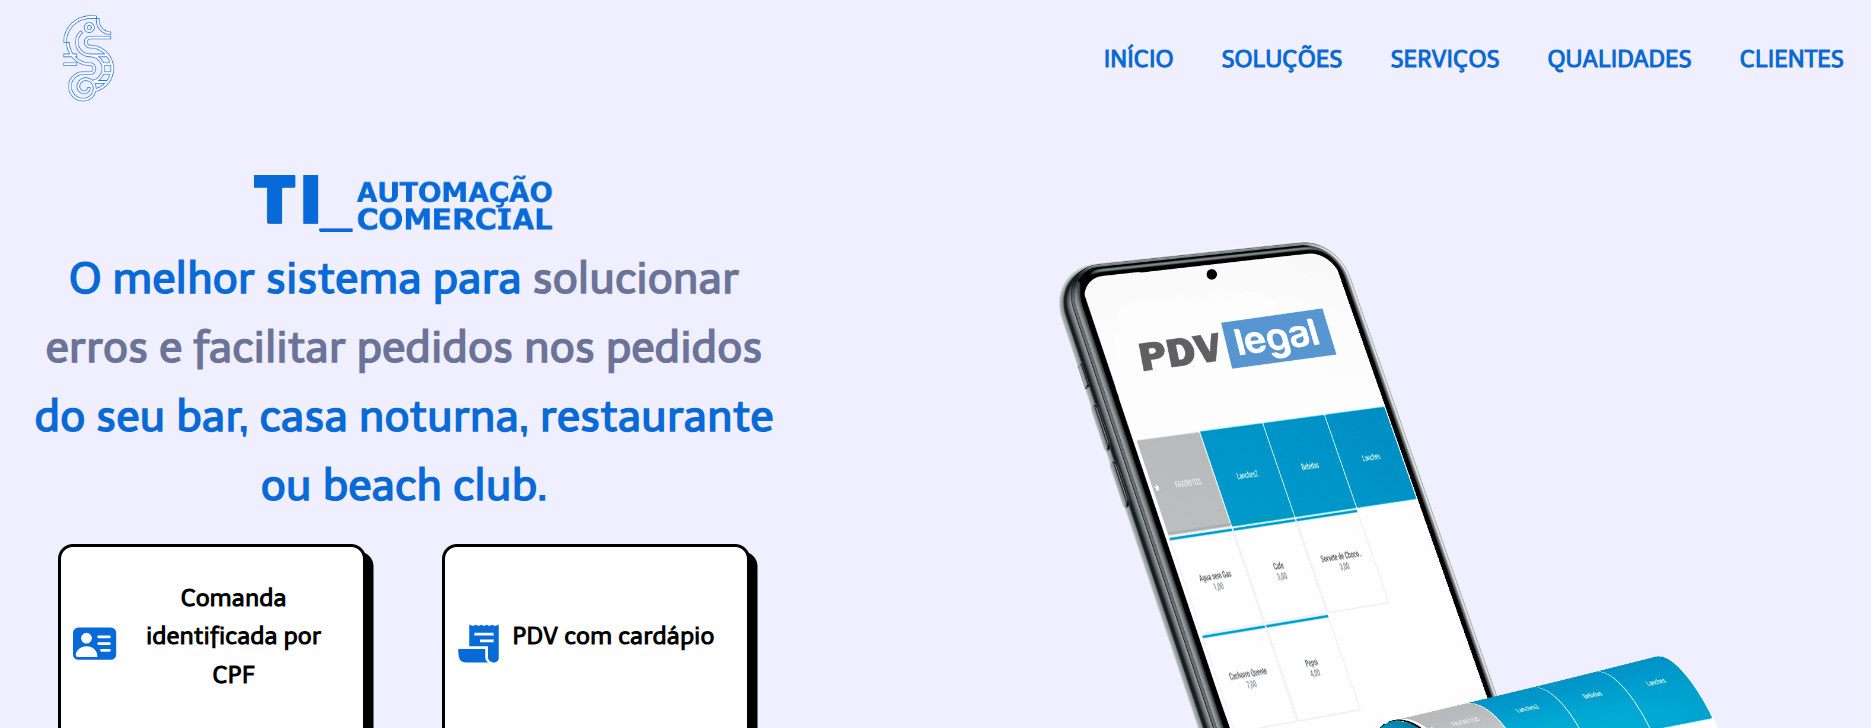 INÍCIO SOLUÇÕES SERVIÇOS QUALIDADES CLIENTES
TI_ AUTOMAÇÃO
COMERCIAL
O melhor sistema para solucionar
erros e facilitar pedidos nos pedidos
do seu bar, casa noturna, restaurante
ou beach club.
Comanda
identificada por
CPF
PDV com cardápio
PDV legal
FAVORITOS Lanches2 Bebidas Lanches
Agua sem Gas
1,00
Cafe
3,00
Sorvete de Choco..
3,00
Cachorro Quente
7,00
Pepsi
4,00
FAVORITOS Lanches2 Bebidas Lanches